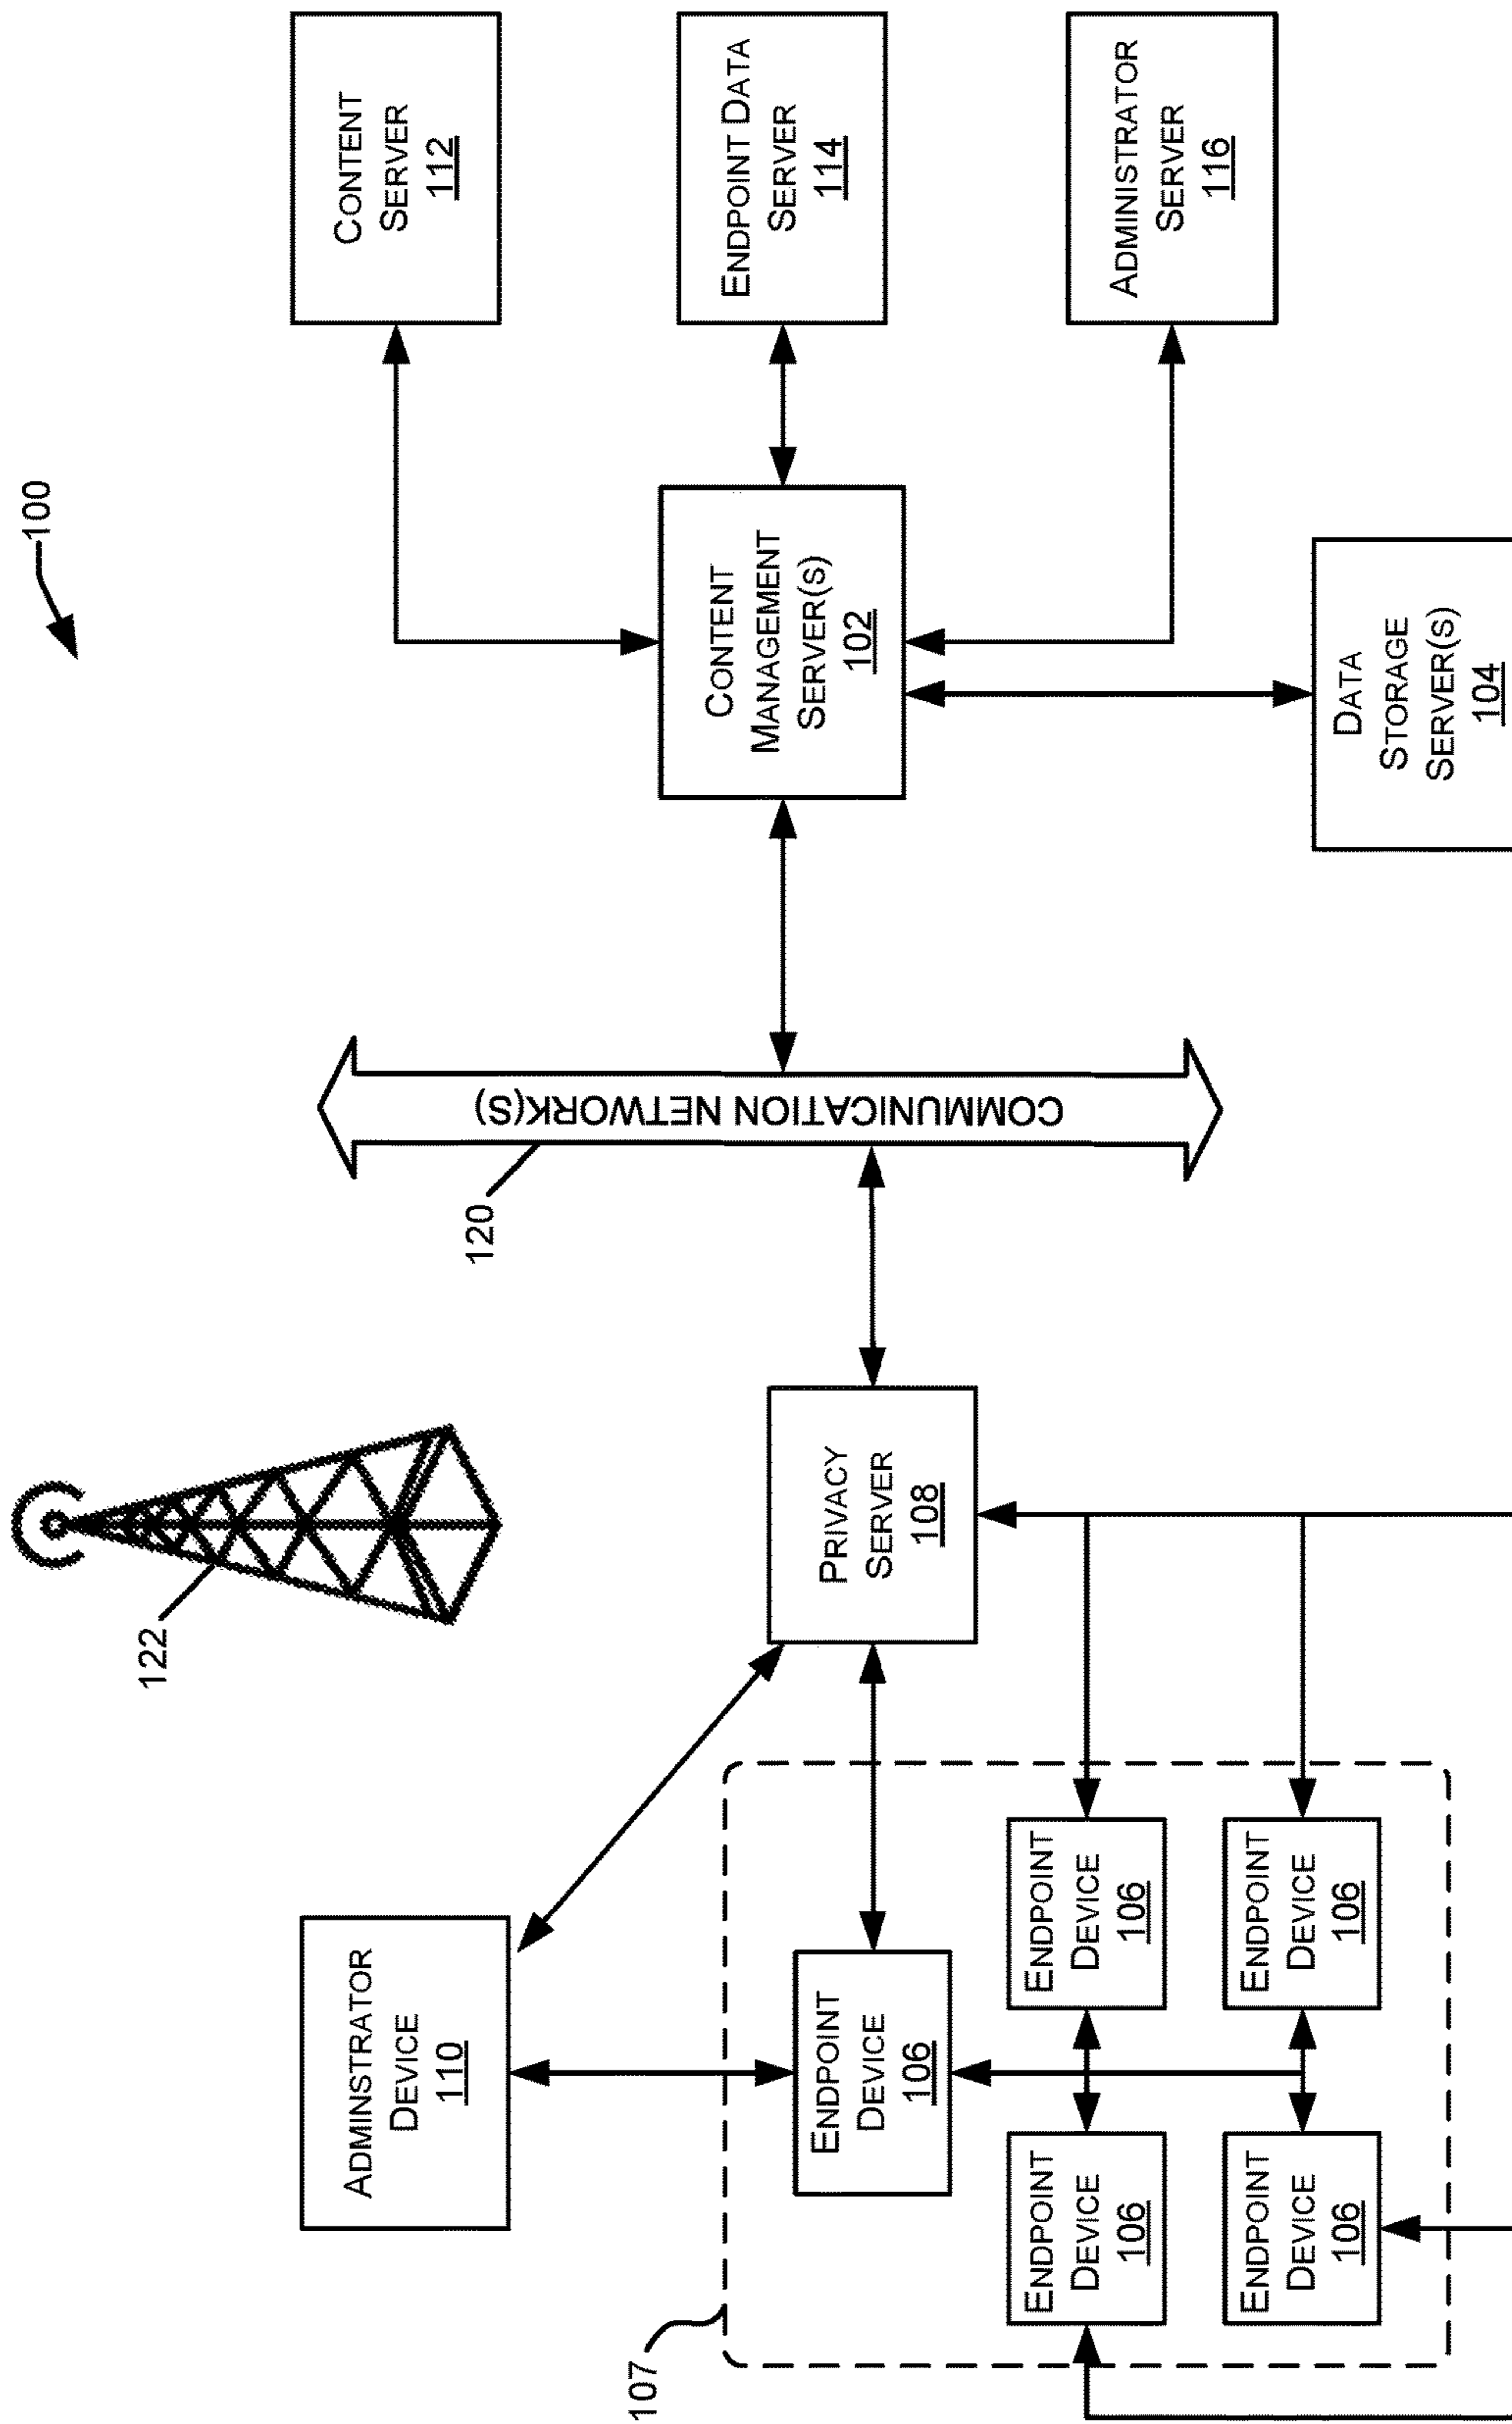 100
122
ADMINSTRATOR
DEVICE
110
107
ENDPOINT
DEVICE
106
ENDPOINT
DEVICE
106
ENDPOINT
DEVICE
106
ENDPOINT
DEVICE
106
ENDPOINT
DEVICE
106
PRIVACY
SERVER
108
120
COMMUNICATION NETWORK(S)
CONTENT
MANAGEMENT
SERVER(S)
102
DATA
STORAGE
SERVER(S)
104
CONTENT
SERVER
112
ENDPOINT DATA
SERVER
114
ADMINISTRATOR
SERVER
116